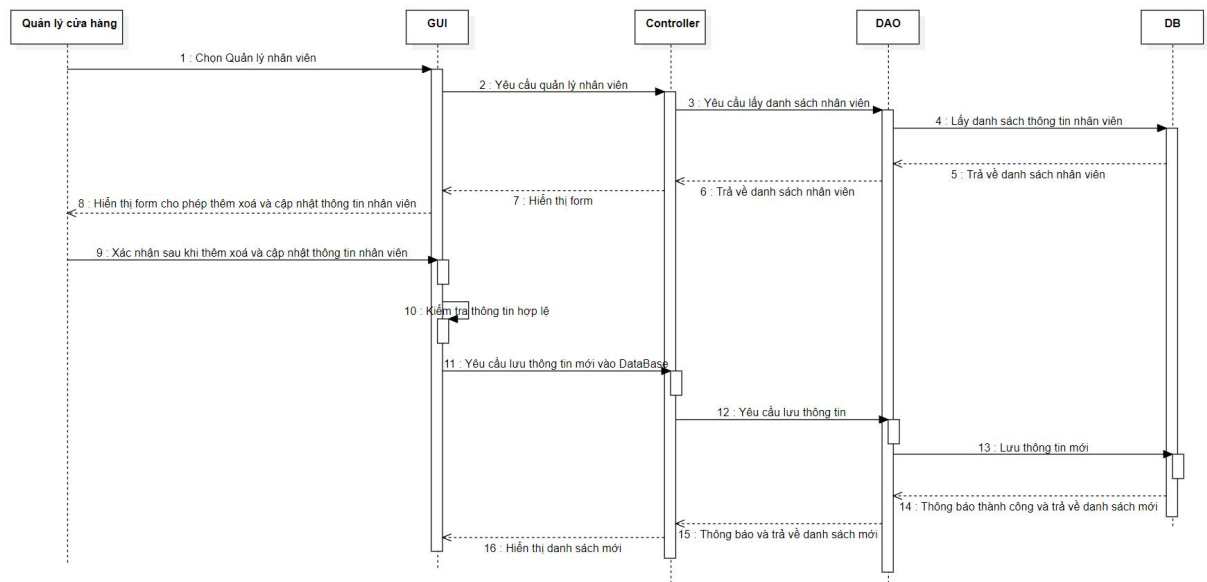 Quản lý cửa hàng
GUI
Controller
DAO
DB
1 : Chọn Quản lý nhân viên
2 : Yêu cầu quản lý nhân viên
3 : Yêu cầu lấy danh sách nhân viên
4 : Lấy danh sách thông tin nhân viên
5 : Trả về danh sách nhân viên
6 : Trả về danh sách nhân viên
7 : Hiển thị form
8 : Hiển thị form cho phép thêm xoá và cập nhật thông tin nhân viên
9 : Xác nhận sau khi thêm xoá và cập nhật thông tin nhân viên
10 : Kiểm tra thông tin hợp lệ
11 : Yêu cầu lưu thông tin mới vào DataBase
12 : Yêu cầu lưu thông tin
13 : Lưu thông tin mới
14 : Thông báo thành công và trả về danh sách mới
15 : Thông báo và trả về danh sách mới
16 : Hiển thị danh sách mới